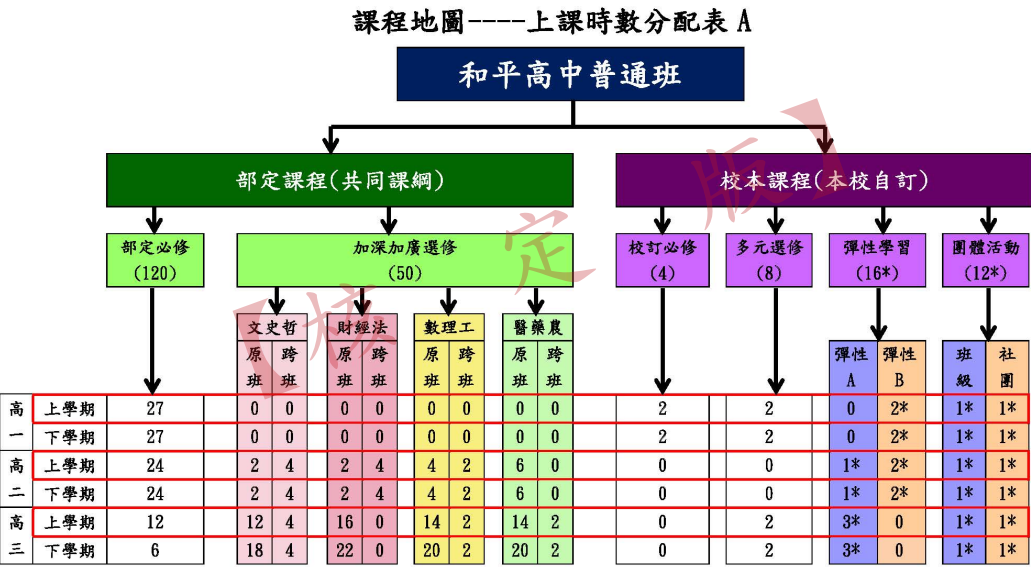 課程地圖----上課時數分配表 A
和平高中普通班
部定課程(共同課綱)
校本課程(本校自訂)
部定必修
(120)
加深加廣選修
(50)
校訂必修
(4)
多元選修
(8)
彈性學習
(16*)
團體活動
(12*)
文史哲 財經法 數理工 醫藥農
原班 跨班 原班 跨班 原班 跨班 原班 跨班 彈性A 彈性B 班級 社團
高一 上學期 27 0 0 0 0 0 0 0 0 2 2 0 2* 1* 1*
下學期 27 0 0 0 0 0 0 0 0 2 2 0 2* 1* 1*
高二 上學期 24 2 4 2 4 4 2 6 0 0 0 1* 2* 1* 1*
下學期 24 2 4 2 4 4 2 6 0 0 0 1* 2* 1* 1*
高三 上學期 12 12 4 16 0 14 2 14 2 0 2 3* 0 1* 1*
下學期 6 18 4 22 0 20 2 20 2 0 2 3* 0 1* 1*
【核定版】